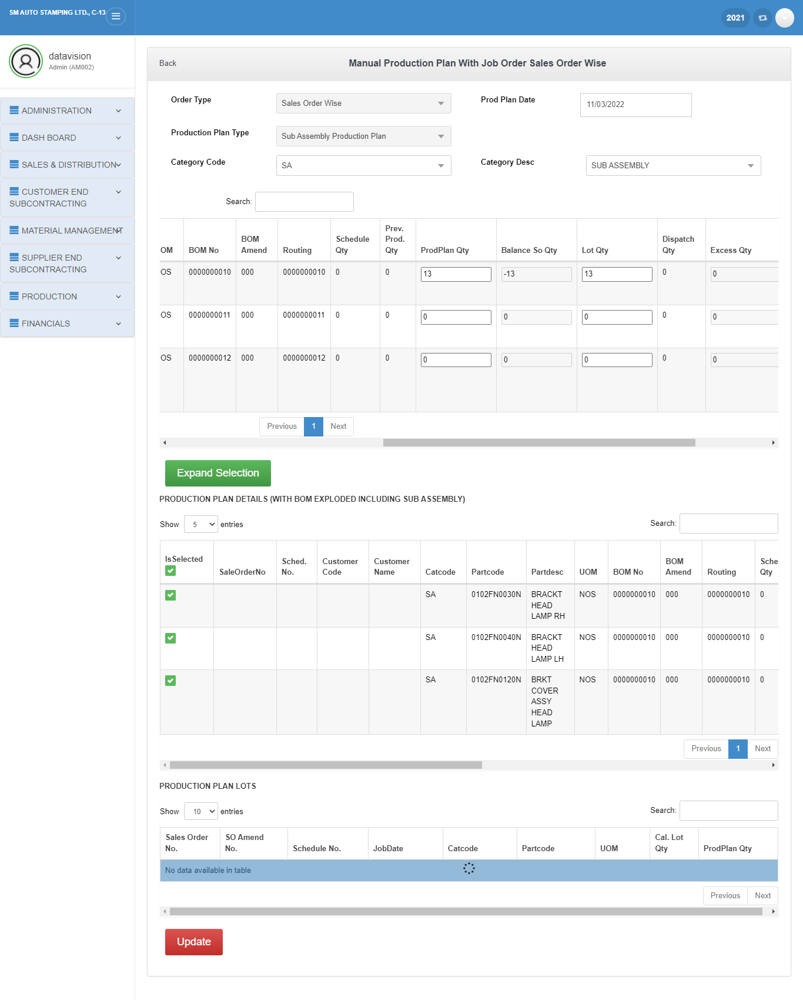 SM AUTO STAMPING LTD., C-13
2021
datavision
Admin (AM002)
ADMINISTRATION
DASH BOARD
SALES & DISTRIBUTION
CUSTOMER END
SUBCONTRACTING
MATERIAL MANAGEMENT
SUPPLIER END
SUBCONTRACTING
PRODUCTION
FINANCIALS
Back
Manual Production Plan With Job Order Sales Order Wise
Order Type Sales Order Wise Prod Plan Date 11/03/2022
Production Plan Type Sub Assembly Production Plan
Category Code SA Category Desc SUB ASSEMBLY
Search:
OM BOM No BOM Amend Routing Schedule Qty Prev. Prod. Qty ProdPlan Qty Balance So Qty Lot Qty Dispatch Qty Excess Qty
OS 0000000010 000 0000000010 0 0 13 -13 13 0 0
OS 0000000011 000 0000000011 0 0 0 0 0 0 0
OS 0000000012 000 0000000012 0 0 0 0 0 0 0
Previous 1 Next
Expand Selection
PRODUCTION PLAN DETAILS (WITH BOM EXPLODED INCLUDING SUB ASSEMBLY)
Show 5 entries Search:
IsSelected SaleOrderNo Sched. No. Customer Code Customer Name Catcode Partcode Partdesc UOM BOM No BOM Amend Routing Sche Qty
SA 0102FN0030N BRACKT HEAD LAMP RH NOS 0000000010 000 0000000010 0
SA 0102FN0040N BRACKT HEAD LAMP LH NOS 0000000010 000 0000000010 0
SA 0102FN0120N BRKT COVER ASSY HEAD LAMP NOS 0000000010 000 0000000010 0
Previous 1 Next
PRODUCTION PLAN LOTS
Show 10 entries Search:
Sales Order No. SO Amend No. Schedule No. JobDate Catcode Partcode UOM Cal. Lot Qty ProdPlan Qty
No data available in table
Previous Next
Update